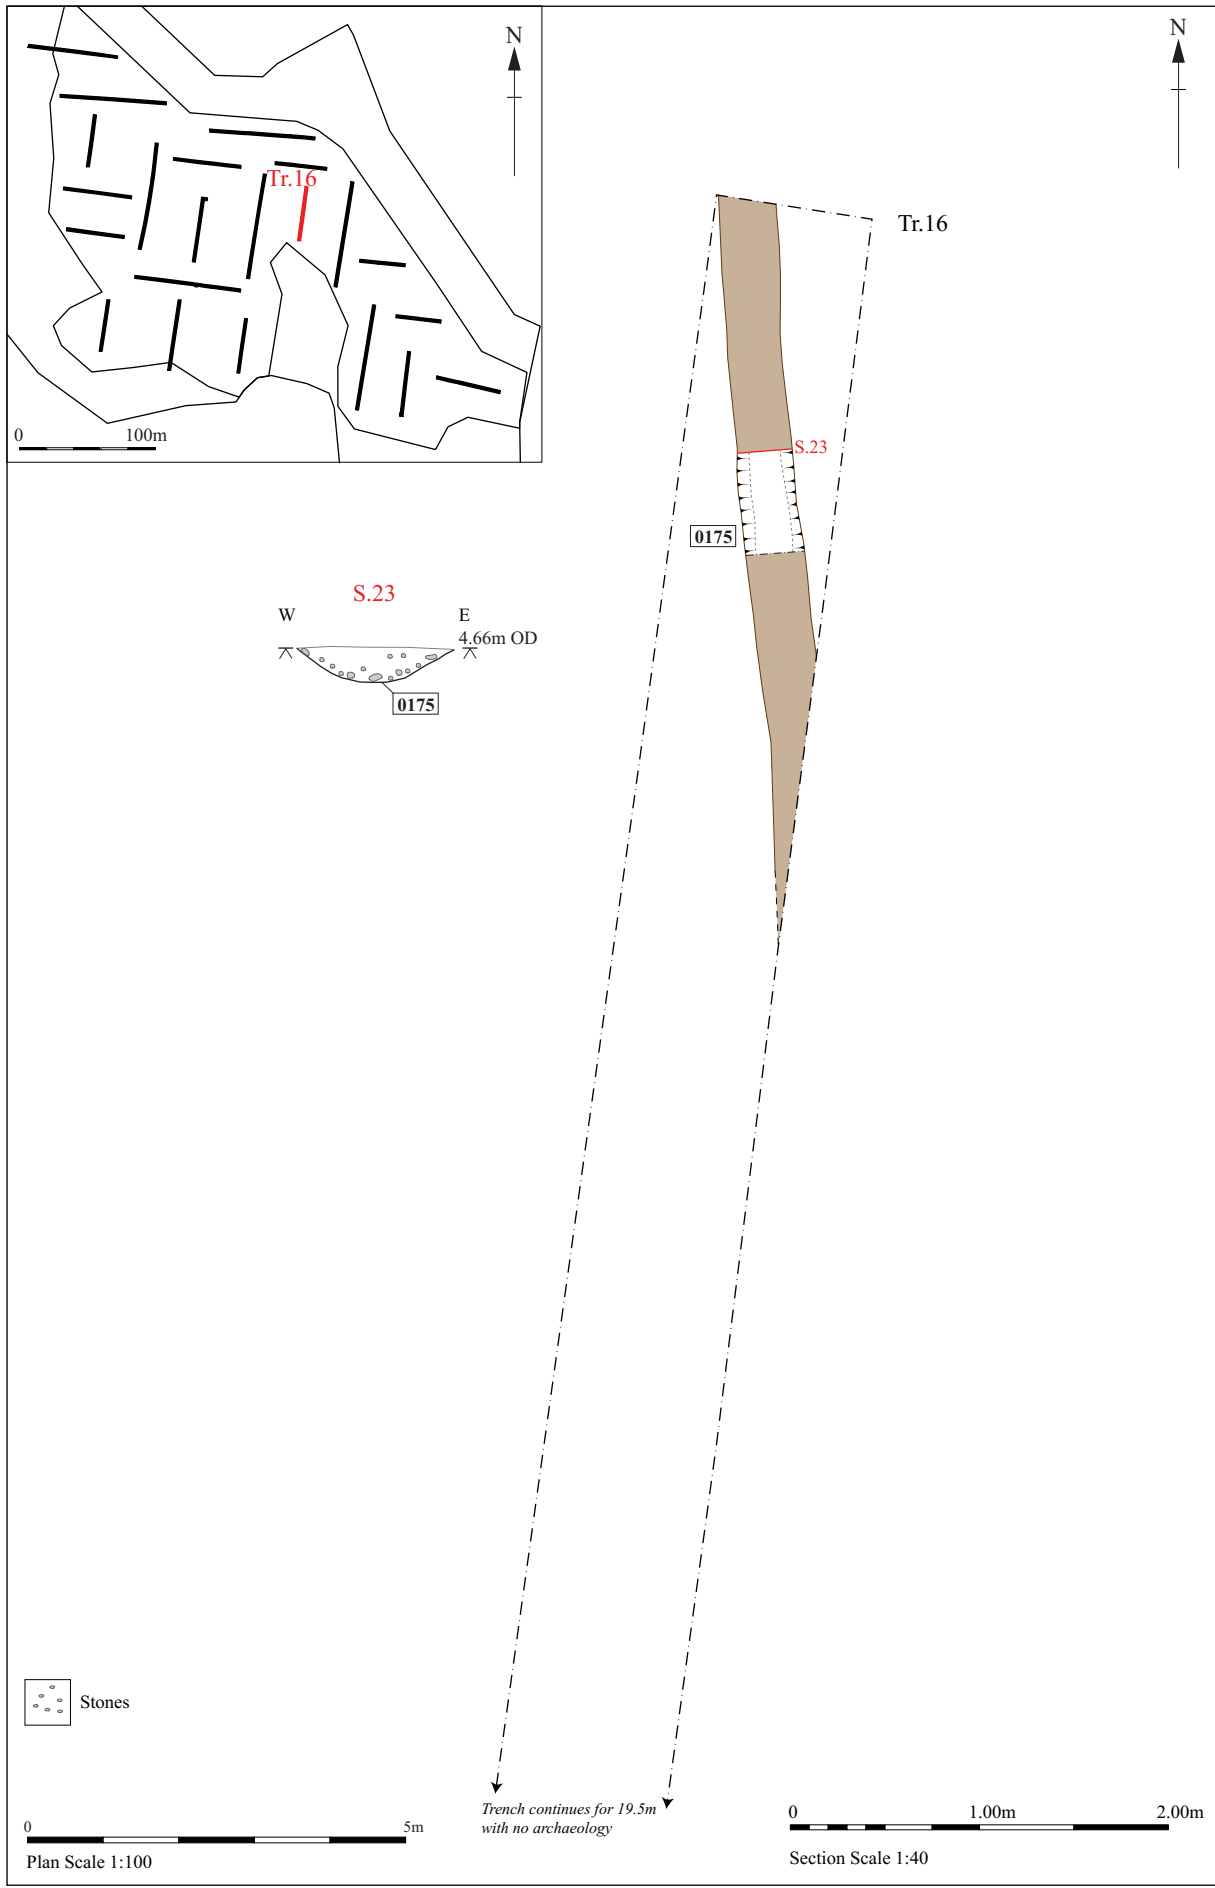 N
Tr.16
0 100m
N
Tr.16
S.23
0175
S.23
W E
4.66m OD
0175
Stones
Trench continues for 19.5m
with no archaeology
0 5m
Plan Scale 1:100
0 1.00m 2.00m
Section Scale 1:40